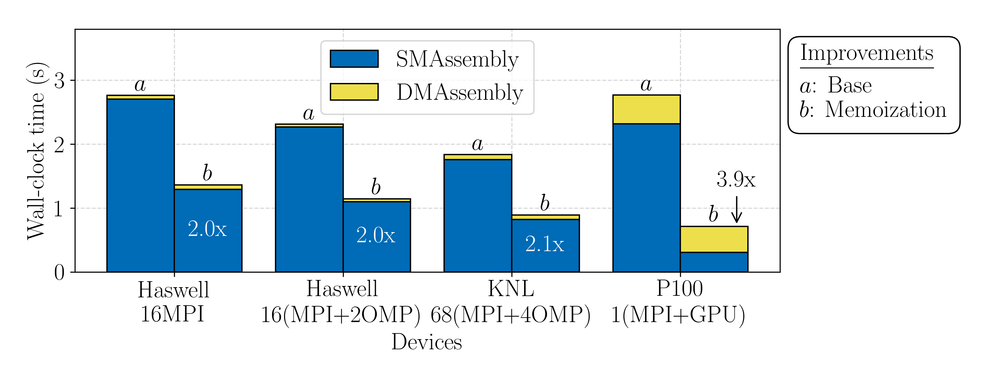 Wall-clock time (s)
3
2
1
0
SMAssembly
DMAssembly
a
b
2.0x
a
b
2.0x
a
b
2.1x
a
b
3.9x
Improvements
a: Base
b: Memoization
Haswell
16MPI
Haswell
16(MPI+2OMP)
KNL
68(MPI+4OMP)
P100
1(MPI+GPU)
Devices